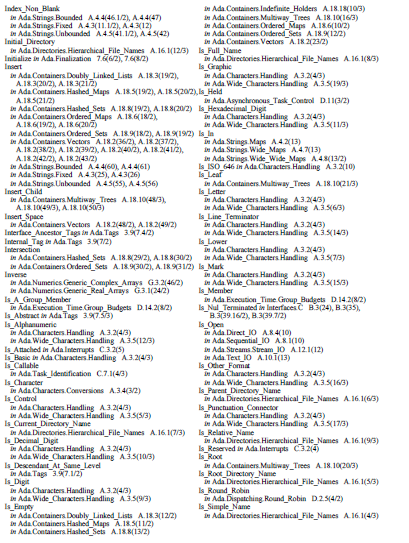 Index_Non_Blank
in Ada.Strings.Bounded A.4.4(46.1/2), A.4.4(47)
in Ada.Strings.Fixed A.4.3(11.1/2), A.4.3(12)
in Ada.Strings.Unbounded A.4.5(41.1/2), A.4.5(42)
Initial_Directory
in Ada.Directories.Hierarchical_File_Names A.16.1(12/3)
Initialize in Ada.Finalization 7.6(6/2), 7.6(8/2)
Insert
in Ada.Containers.Doubly_Linked_Lists A.18.3(19/2),
A.18.3(20/2), A.18.3(21/2)
in Ada.Containers.Hashed_Maps A.18.5(19/2), A.18.5(20/2),
A.18.5(21/2)
in Ada.Containers.Hashed_Sets A.18.8(19/2), A.18.8(20/2)
in Ada.Containers.Ordered_Maps A.18.6(18/2),
A.18.6(19/2), A.18.6(20/2)
in Ada.Containers.Ordered_Sets A.18.9(18/2), A.18.9(19/2)
in Ada.Containers.Vectors A.18.2(36/2), A.18.2(37/2),
A.18.2(38/2), A.18.2(39/2), A.18.2(40/2), A.18.2(41/2),
A.18.2(42/2), A.18.2(43/2)
in Ada.Strings.Bounded A.4.4(60), A.4.4(61)
in Ada.Strings.Fixed A.4.3(25), A.4.3(26)
in Ada.Strings.Unbounded A.4.5(55), A.4.5(56)
Insert_Child
in Ada.Containers.Multiway_Trees A.18.10(48/3),
A.18.10(49/3), A.18.10(50/3)
Insert_Space
in Ada.Containers.Vectors A.18.2(48/2), A.18.2(49/2)
Interface_Ancestor_Tags in Ada.Tags 3.9(7.4/2)
Internal_Tag in Ada.Tags 3.9(7/2)
Intersection
in Ada.Containers.Hashed_Sets A.18.8(29/2), A.18.8(30/2)
in Ada.Containers.Ordered_Sets A.18.9(30/2), A.18.9(31/2)
Inverse
in Ada.Numerics.Generic_Complex_Arrays G.3.2(46/2)
in Ada.Numerics.Generic_Real_Arrays G.3.1(24/2)
Is_A_Group_Member
in Ada.Execution_Time.Group_Budgets D.14.2(8/2)
Is_Abstract in Ada.Tags 3.9(7.5/3)
Is_Alphanumeric
in Ada.Characters.Handling A.3.2(4/3)
in Ada.Wide_Characters.Handling A.3.5(12/3)
Is_Attached in Ada.Interrupts C.3.2(5)
Is_Basic in Ada.Characters.Handling A.3.2(4/3)
Is_Callable
in Ada.Task_Identification C.7.1(4/3)
Is_Character
in Ada.Characters.Conversions A.3.4(3/2)
Is_Control
in Ada.Characters.Handling A.3.2(4/3)
in Ada.Wide_Characters.Handling A.3.5(5/3)
Is_Current_Directory_Name
in Ada.Directories.Hierarchical_File_Names A.16.1(7/3)
Is_Decimal_Digit
in Ada.Characters.Handling A.3.2(4/3)
in Ada.Wide_Characters.Handling A.3.5(10/3)
Is_Descendant_At_Same_Level
in Ada.Tags 3.9(7.1/2)
Is_Digit
in Ada.Characters.Handling A.3.2(4/3)
in Ada.Wide_Characters.Handling A.3.5(9/3)
Is_Empty
in Ada.Containers.Doubly_Linked_Lists A.18.3(12/2)
in Ada.Containers.Hashed_Maps A.18.5(11/2)
in Ada.Containers.Hashed_Sets A.18.8(13/2)
in Ada.Containers.Indefinite_Holders A.18.18(10/3)
in Ada.Containers.Multiway_Trees A.18.10(16/3)
in Ada.Containers.Ordered_Maps A.18.6(10/2)
in Ada.Containers.Ordered_Sets A.18.9(12/2)
in Ada.Containers.Vectors A.18.2(23/2)
Is_Full_Name
in Ada.Directories.Hierarchical_File_Names A.16.1(8/3)
Is_Graphic
in Ada.Characters.Handling A.3.2(4/3)
in Ada.Wide_Characters.Handling A.3.5(19/3)
Is_Held
in Ada.Asynchronous_Task_Control D.11(3/2)
Is_Hexadecimal_Digit
in Ada.Characters.Handling A.3.2(4/3)
in Ada.Wide_Characters.Handling A.3.5(11/3)
Is_In
in Ada.Strings.Maps A.4.2(13)
in Ada.Strings.Wide_Maps A.4.7(13)
in Ada.Strings.Wide_Wide_Maps A.4.8(13/2)
Is_ISO_646 in Ada.Characters.Handling A.3.2(10)
Is_Leaf
in Ada.Containers.Multiway_Trees A.18.10(21/3)
Is_Letter
in Ada.Characters.Handling A.3.2(4/3)
in Ada.Wide_Characters.Handling A.3.5(6/3)
Is_Line_Terminator
in Ada.Characters.Handling A.3.2(4/3)
in Ada.Wide_Characters.Handling A.3.5(14/3)
Is_Lower
in Ada.Characters.Handling A.3.2(4/3)
in Ada.Wide_Characters.Handling A.3.5(7/3)
Is_Mark
in Ada.Characters.Handling A.3.2(4/3)
in Ada.Wide_Characters.Handling A.3.5(15/3)
Is_Member
in Ada.Execution_Time.Group_Budgets D.14.2(8/2)
Is_Nul_Terminated in Interfaces.C B.3(24), B.3(35),
B.3(39.16/2), B.3(39.7/2)
Is_Open
in Ada.Direct_IO A.8.4(10)
in Ada.Sequential_IO A.8.1(10)
in Ada.Streams.Stream_IO A.12.1(12)
in Ada.Text_IO A.10.1(13)
Is_Other_Format
in Ada.Characters.Handling A.3.2(4/3)
in Ada.Wide_Characters.Handling A.3.5(16/3)
Is_Parent_Directory_Name
in Ada.Directories.Hierarchical_File_Names A.16.1(6/3)
Is_Punctuation_Connector
in Ada.Characters.Handling A.3.2(4/3)
in Ada.Wide_Characters.Handling A.3.5(17/3)
Is_Relative_Name
in Ada.Directories.Hierarchical_File_Names A.16.1(9/3)
Is_Reserved in Ada.Interrupts C.3.2(4)
Is_Root
in Ada.Containers.Multiway_Trees A.18.10(20/3)
Is_Root_Directory_Name
in Ada.Directories.Hierarchical_File_Names A.16.1(5/3)
Is_Round_Robin
in Ada.Dispatching.Round_Robin D.2.5(4/2)
Is_Simple_Name
in Ada.Directories.Hierarchical_File_Names A.16.1(4/3)